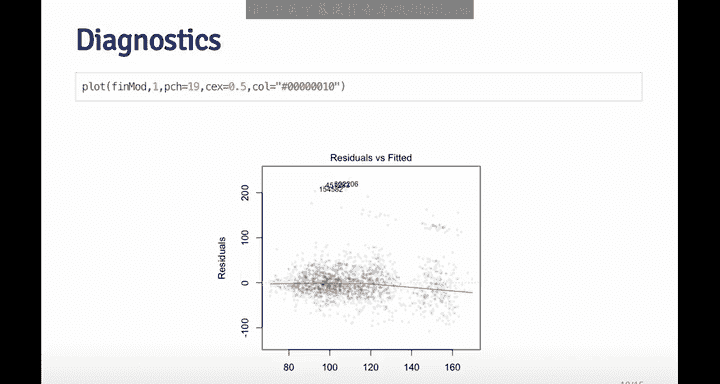 Diagnostics
plot(finMod,1,pch=19,cex=0.5,col="#00000010")
Residuals vs Fitted
Residuals
200
100
0
-100
80 100 120 140 160